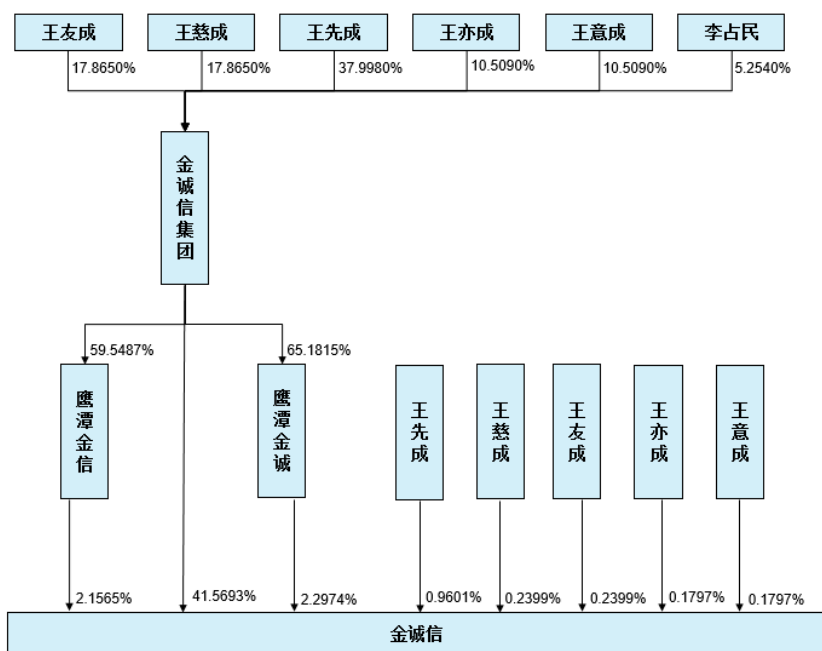 王友成
王慈成
王先成
王亦成
王意成
李占民
17.8650%
17.8650%
37.9980%
10.5090%
10.5090%
5.2540%
金诚信集团
59.5487%
65.1815%
鹰潭金信
鹰潭金诚
王先成
王慈成
王友成
王亦成
王意成
2.1565%
41.5693%
2.2974%
0.9601%
0.2399%
0.2399%
0.1797%
0.1797%
金诚信